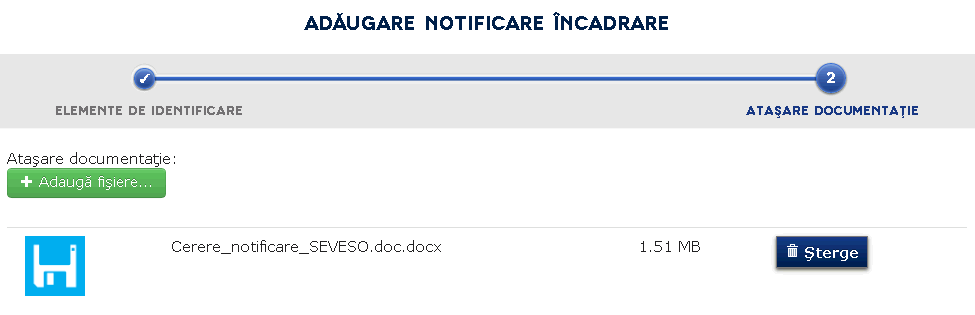 ADĂUGARE NOTIFICARE ÎNCADRARE
2
ELEMENTE DE IDENTIFICARE
ATAŞARE DOCUMENTAŢIE
Ataşare documentaţie:
Adaugă fişiere...
Cerere_notificare_SEVESO.doc.docx 1.51 MB Şterge